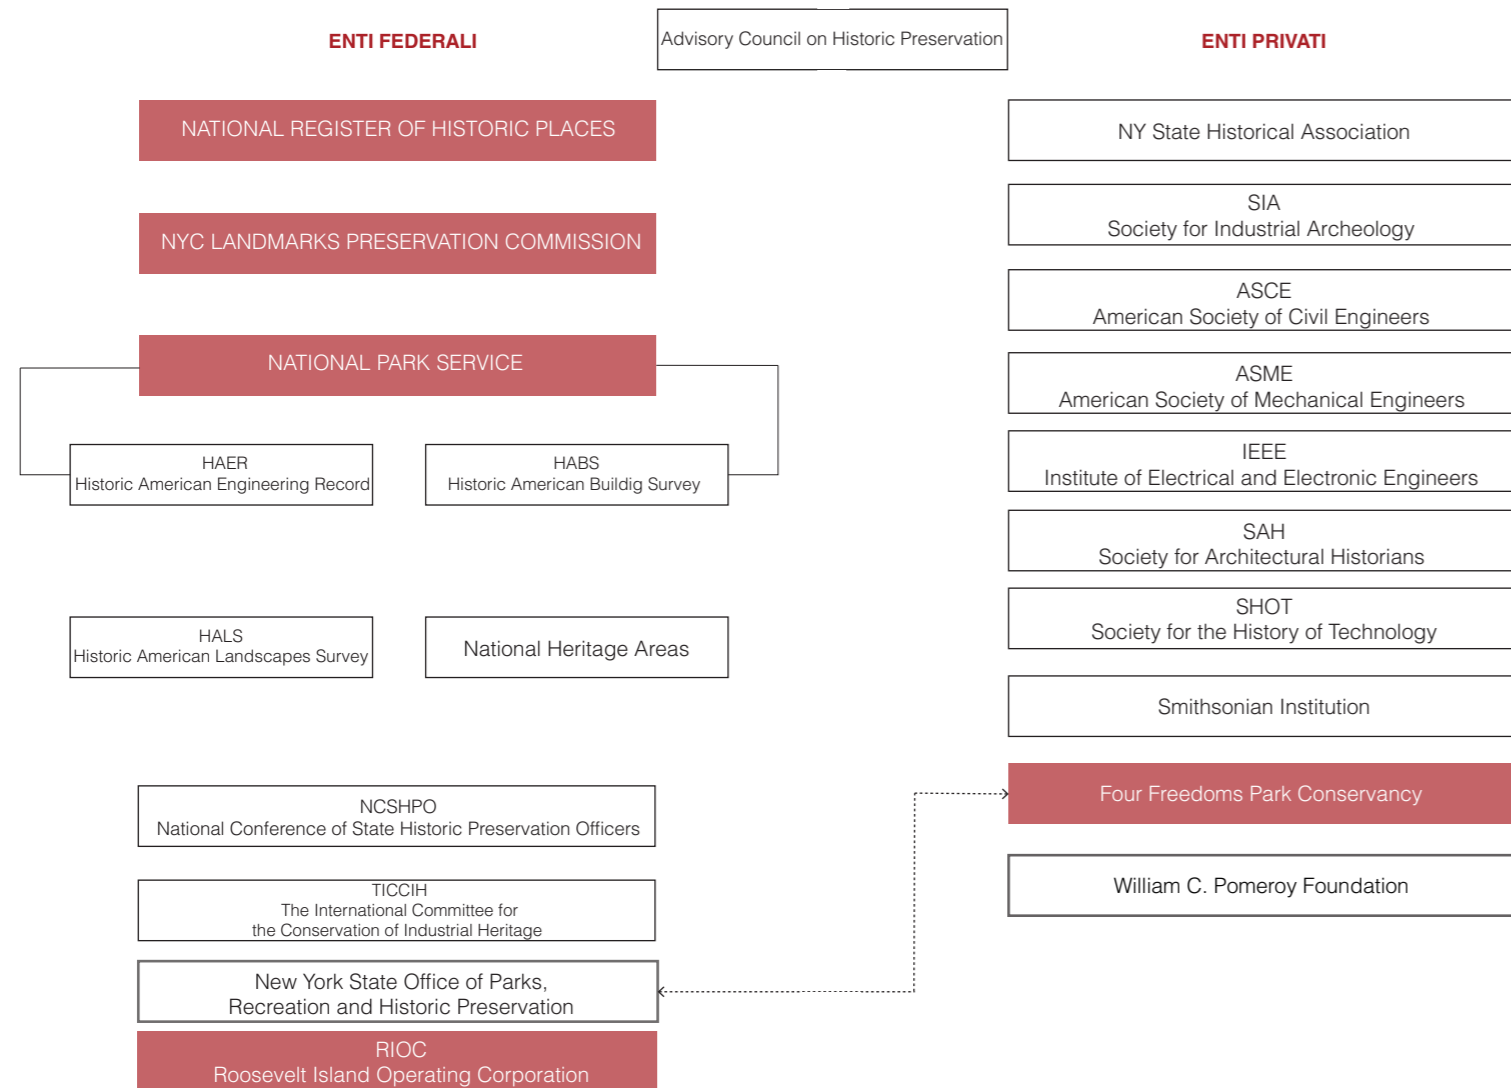 ENTI FEDERALI
Advisory Council on Historic Preservation
ENTI PRIVATI
NATIONAL REGISTER OF HISTORIC PLACES
NYC LANDMARKS PRESERVATION COMMISSION
NATIONAL PARK SERVICE
HAER
Historic American Engineering Record
HABS
Historic American Buildig Survey
HALS
Historic American Landscapes Survey
National Heritage Areas
NCSHPO
National Conference of State Historic Preservation Officers
TICCIH
The International Committee for
the Conservation of Industrial Heritage
New York State Office of Parks,
Recreation and Historic Preservation
RIOC
Roosevelt Island Operating Corporation
NY State Historical Association
SIA
Society for Industrial Archeology
ASCE
American Society of Civil Engineers
ASME
American Society of Mechanical Engineers
IEEE
Institute of Electrical and Electronic Engineers
SAH
Society for Architectural Historians
SHOT
Society for the History of Technology
Smithsonian Institution
Four Freedoms Park Conservancy
William C. Pomeroy Foundation